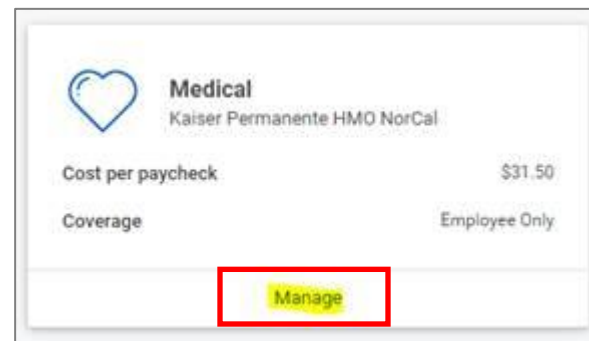 Medical
Kaiser Permanente HMO NorCal
Cost per paycheck $31.50
Coverage Employee Only
Manage